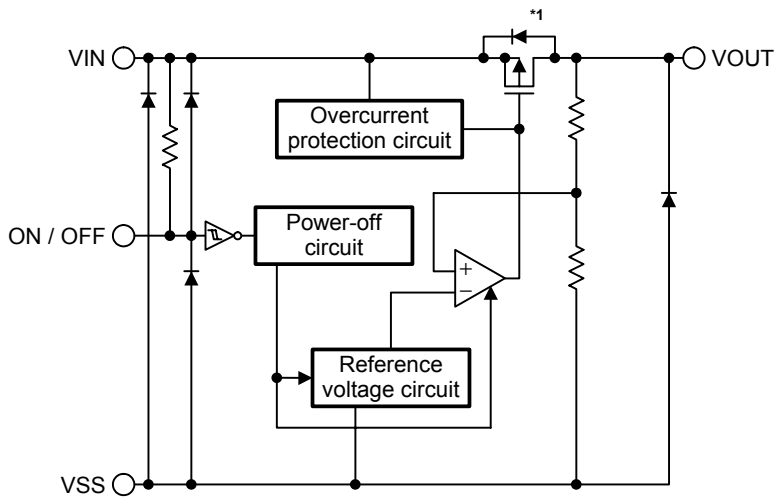 *1
VIN
VOUT
Overcurrent
protection circuit
ON / OFF
Power-off
circuit
+
−
Reference
voltage circuit
VSS